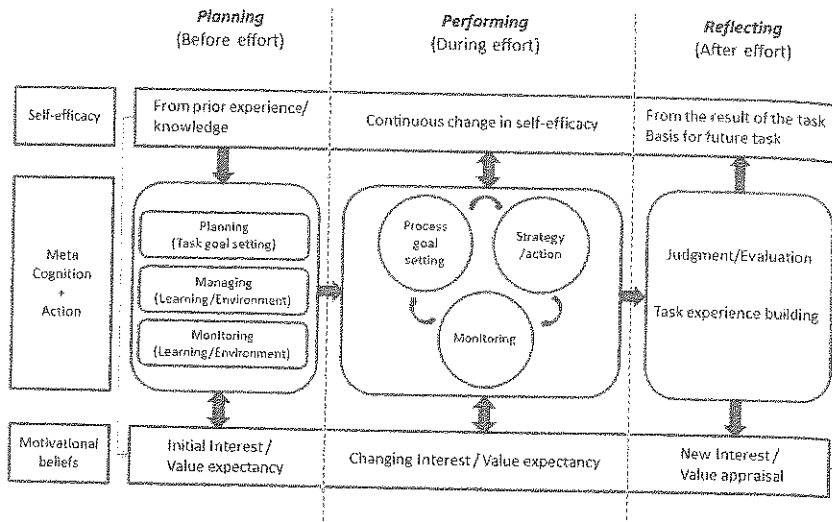 Planning
(Before effort)
Performing
(During effort)
Reflecting
(After effort)
Self-efficacy
From prior experience/
knowledge
Continuous change in self-efficacy
From the result of the task
Basis for future task
Meta
Cognition
+
Action
Planning
(Task goal setting)
Managing
(Learning/Environment)
Monitoring
(Learning/Environment)
Process
goal
setting
Strategy
/action
Monitoring
Judgment/Evaluation
Task experience building
Motivational
beliefs
Initial Interest/
Value expectancy
Changing Interest / Value expectancy
New Interest /
Value appraisal